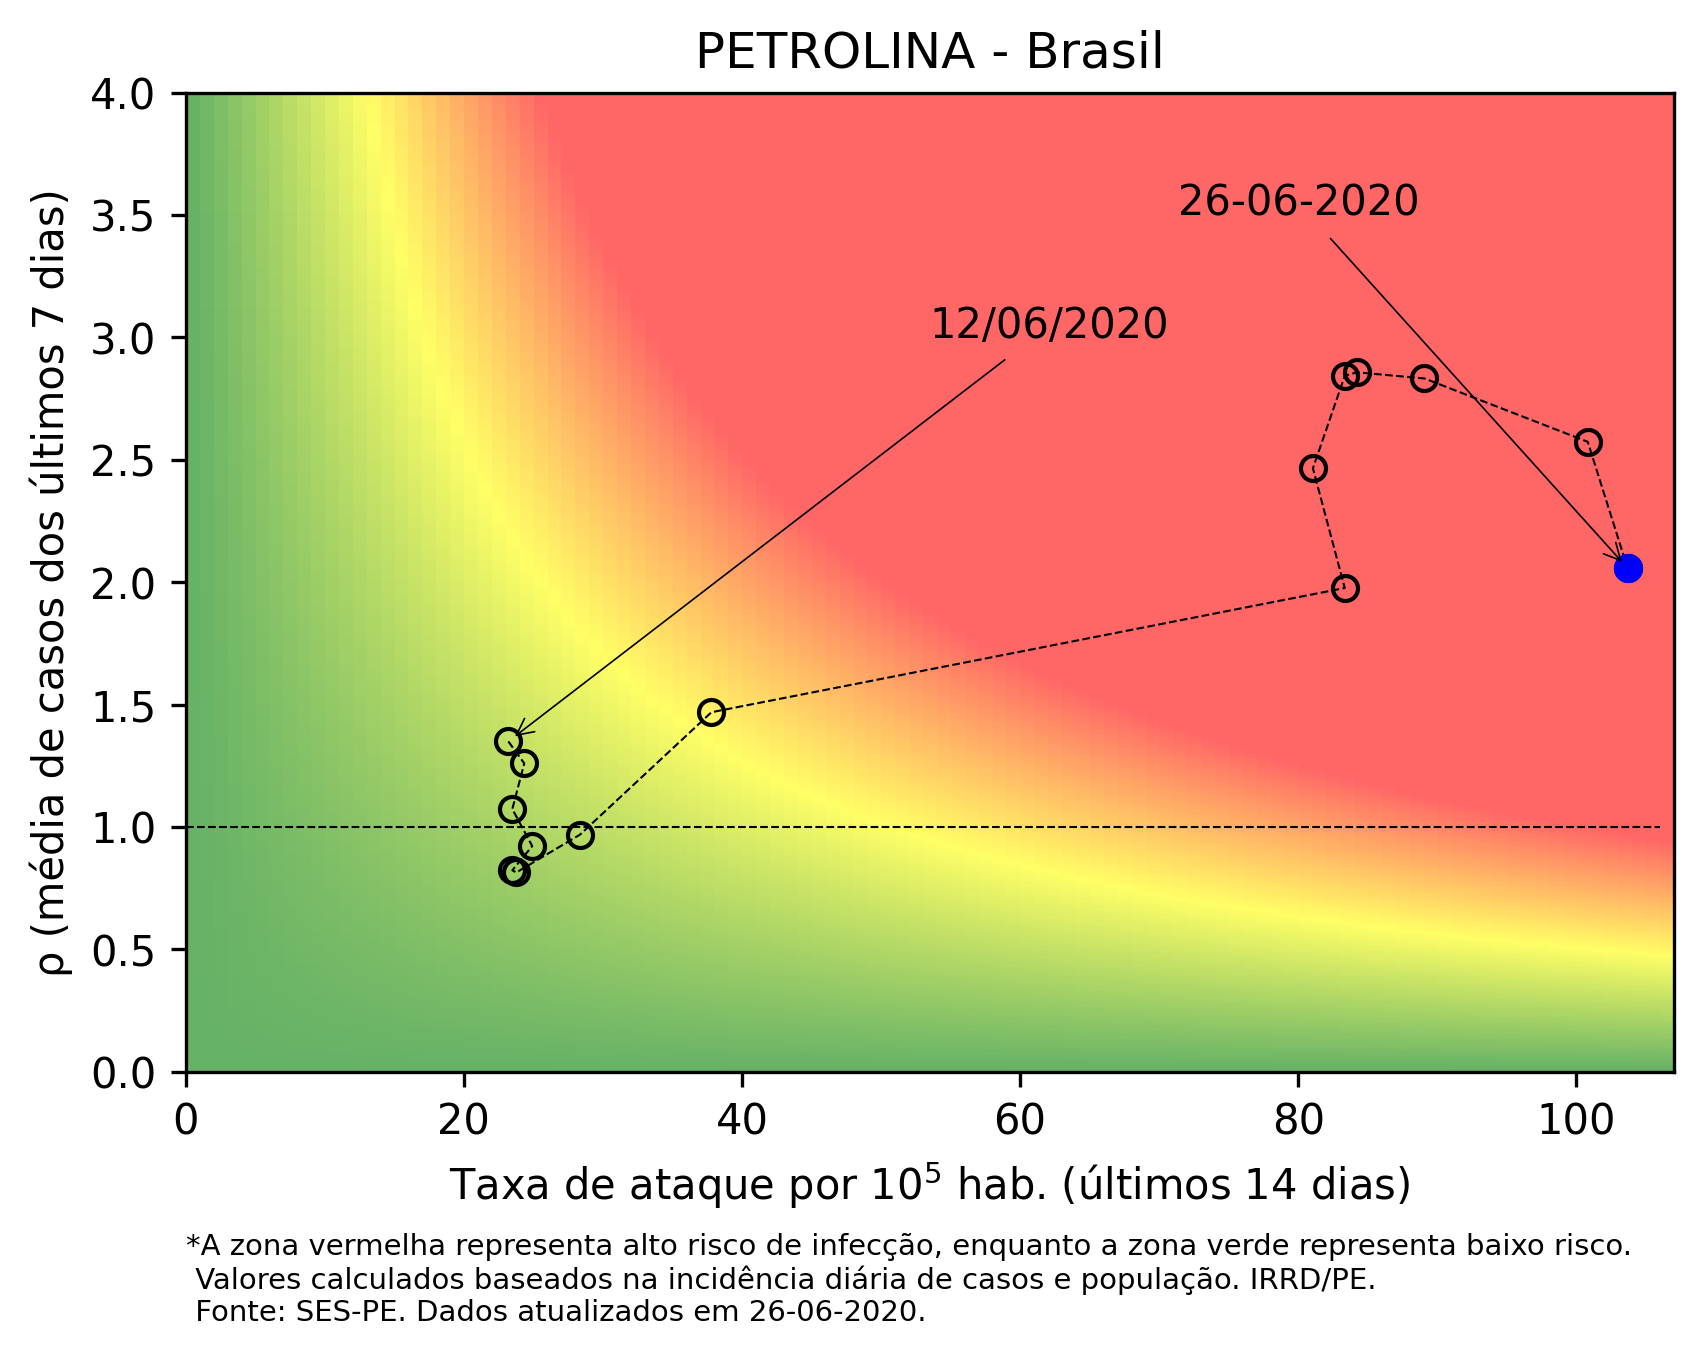 PETROLINA - Brasil
4.0
3.5
3.0
2.5
2.0
1.5
1.0
0.5
0.0
ρ (média de casos dos últimos 7 dias)
26-06-2020
12/06/2020
0 20 40 60 80 100
Taxa de ataque por 10⁵ hab. (últimos 14 dias)
*A zona vermelha representa alto risco de infecção, enquanto a zona verde representa baixo risco.
Valores calculados baseados na incidência diária de casos e população. IRRD/PE.
Fonte: SES-PE. Dados atualizados em 26-06-2020.